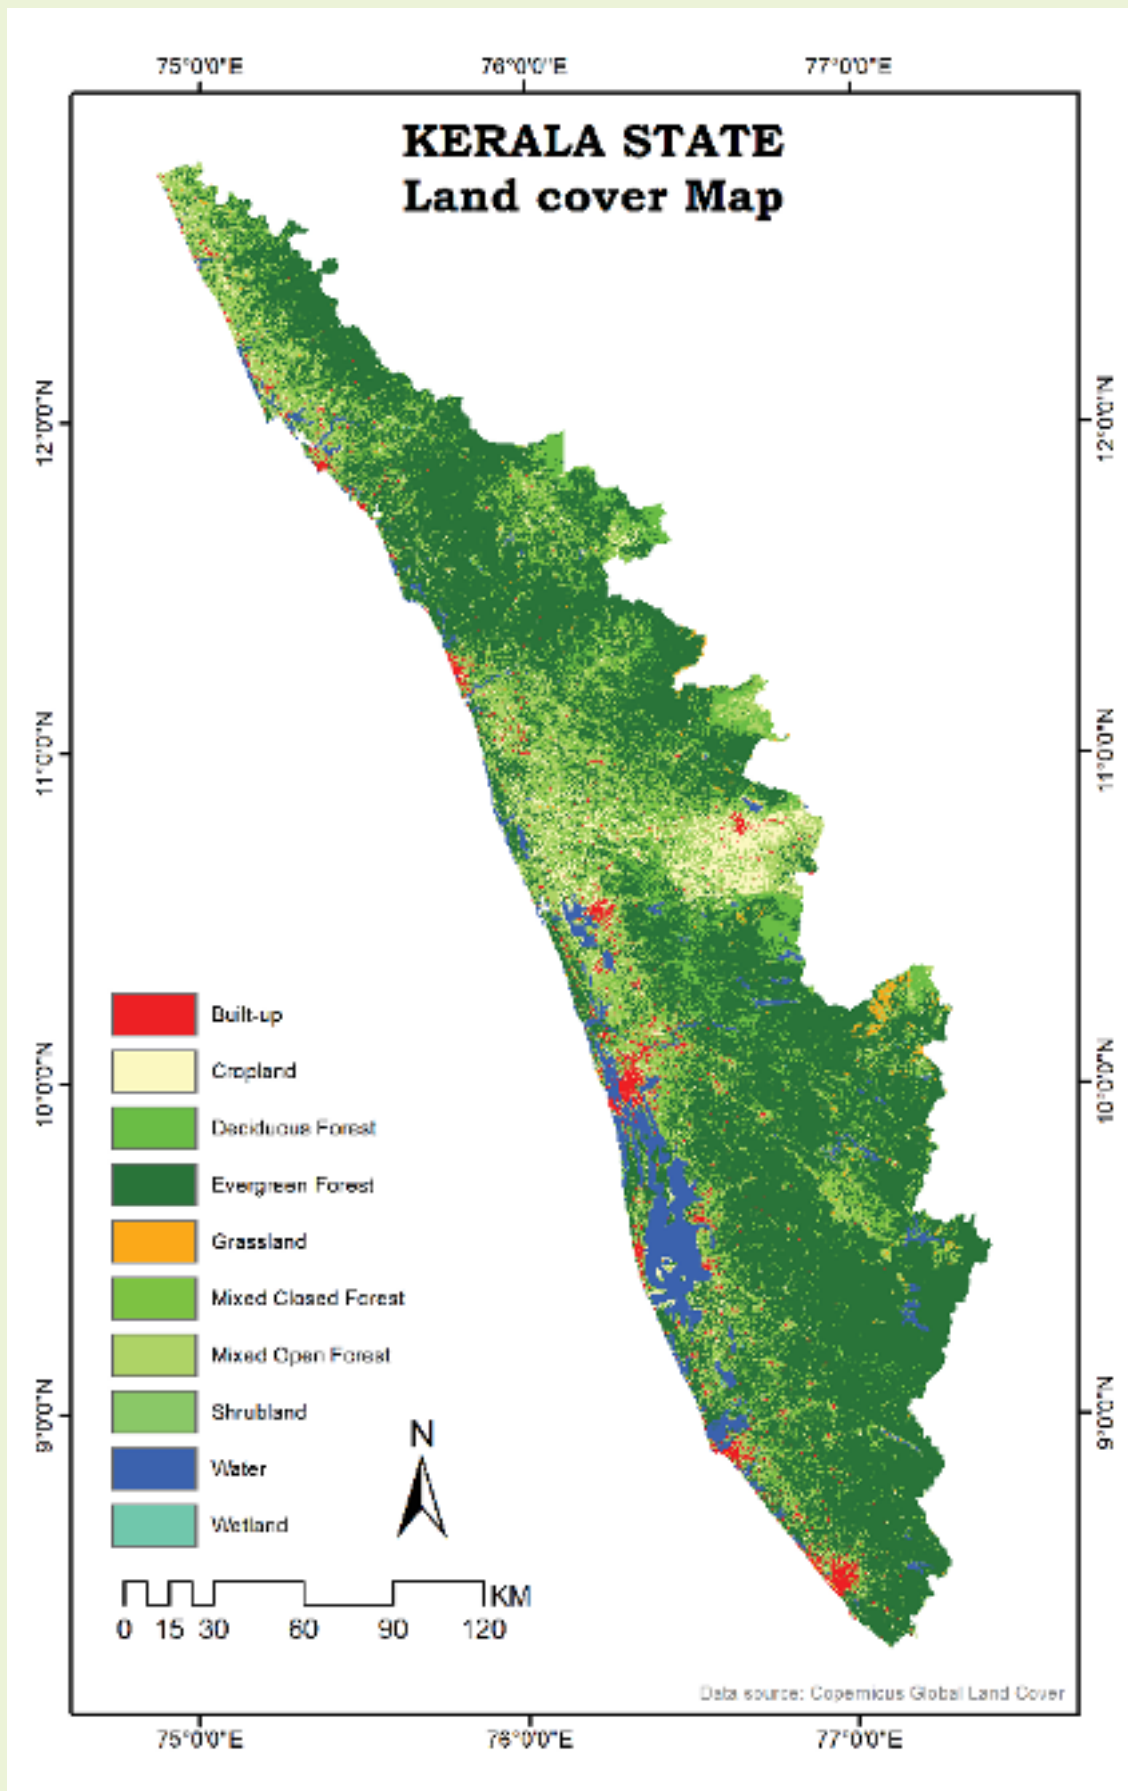 75°0'0"E 76°0'0"E 77°0'0"E
KERALA STATE
Land cover Map
12°0'0"N 12°0'0"N
11°0'0"N 11°0'0"N
10°0'0"N 10°0'0"N
9°0'0"N 9°0'0"N
Built-up
Cropland
Deciduous Forest
Evergreen Forest
Grassland
Mixed Closed Forest
Mixed Open Forest
Shrubland
Water
Wetland
N
KM
0 15 30 60 90 120
Data source: Copernicus Global Land Cover
75°0'0"E 76°0'0"E 77°0'0"E